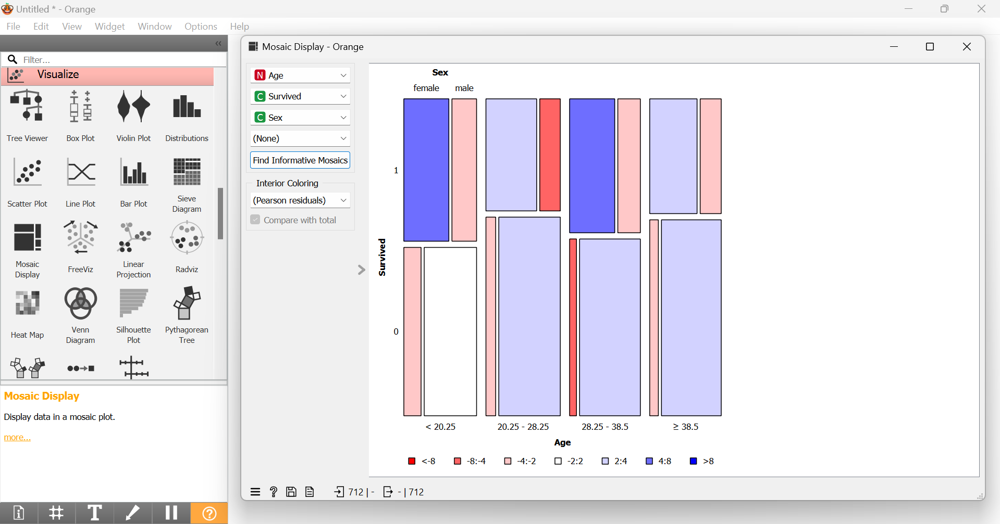 Untitled * - Orange
File Edit View Widget Window Options Help
«
Filter...
Visualize
Tree Viewer Box Plot Violin Plot Distributions
Scatter Plot Line Plot Bar Plot Sieve Diagram
Mosaic Display FreeViz Linear Projection Radviz
Heat Map Venn Diagram Silhouette Plot Pythagorean Tree
Mosaic Display
Display data in a mosaic plot.
more...
Mosaic Display - Orange
N Age
C Survived
C Sex
(None)
Find Informative Mosaics
Interior Coloring
(Pearson residuals)
Compare with total
Sex
female male
1
Survived
0
< 20.25 20.25 - 28.25 28.25 - 38.5 ≥ 38.5
Age
<-8 -8:-4 -4:-2 -2:2 2:4 4:8 >8
? 712 | - - | 712
T ?